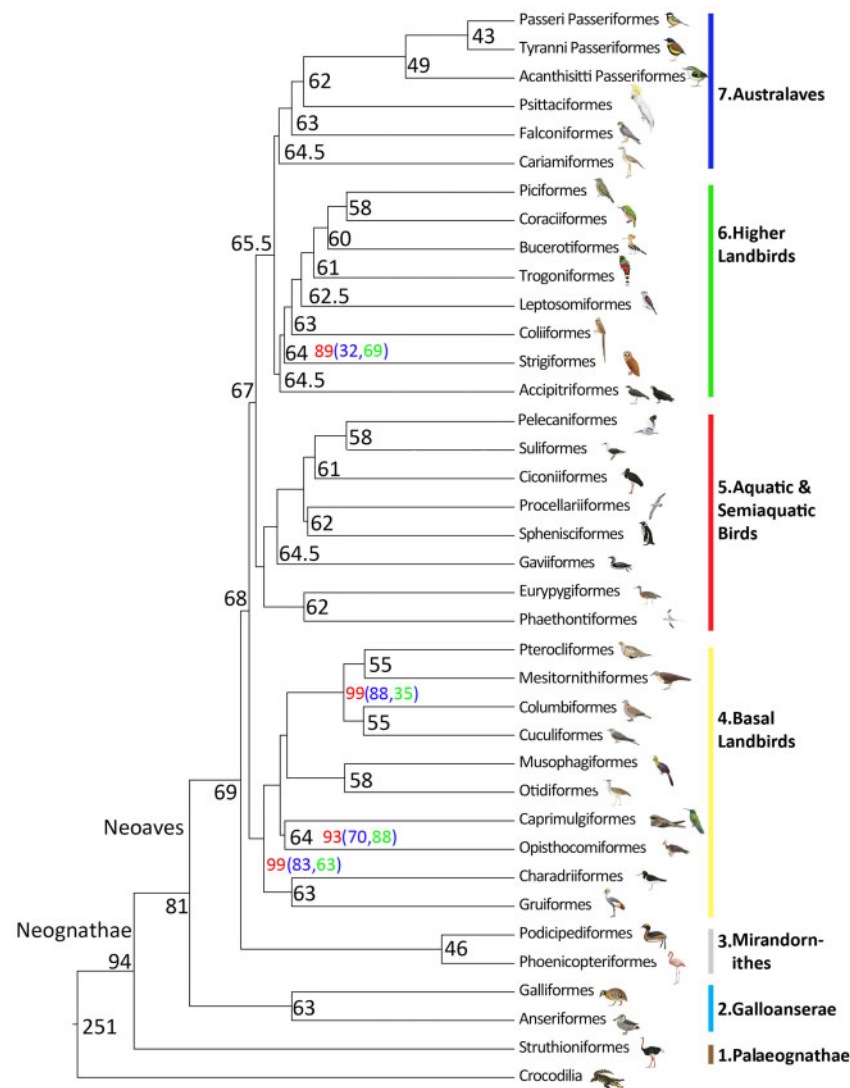 Passeri Passeriformes
43
Tyranni Passeriformes
49
Acanthisitti Passeriformes
62
7.Australaves
Psittaciformes
63
Falconiformes
64.5
Cariamiformes
Piciformes
58
Coraciiformes
6.Higher
Landbirds
60
Bucerotiformes
65.5
61
Trogoniformes
62.5
Leptosomiformes
63
Coliiformes
64 89(32,69)
Strigiformes
64.5
Accipitriformes
67
Pelecaniformes
58
Suliformes
61
Ciconiiformes
5.Aquatic &
Semiaquatic
Birds
Procellariiformes
62
Sphenisciformes
64.5
Gaviiformes
Eurypygiformes
68
62
Phaethontiformes
Pterocliformes
55
Mesitornithiformes
99(88,35)
Columbiformes
55
Cuculiformes
4.Basal
Landbirds
Musophagiformes
58
Otidiformes
69
Caprimulgiformes
Neoaves
64 93(70,88)
Opisthocomiformes
99(83,63)
Charadriiformes
63
Gruiformes
81
Neognathae
Podicipediformes
46
Phoenicopteriformes
3.Mirandorn-
ithes
94
Galliformes
63
Anseriformes
2.Galloanserae
251
Struthioniformes
1.Palaeognathae
Crocodilia